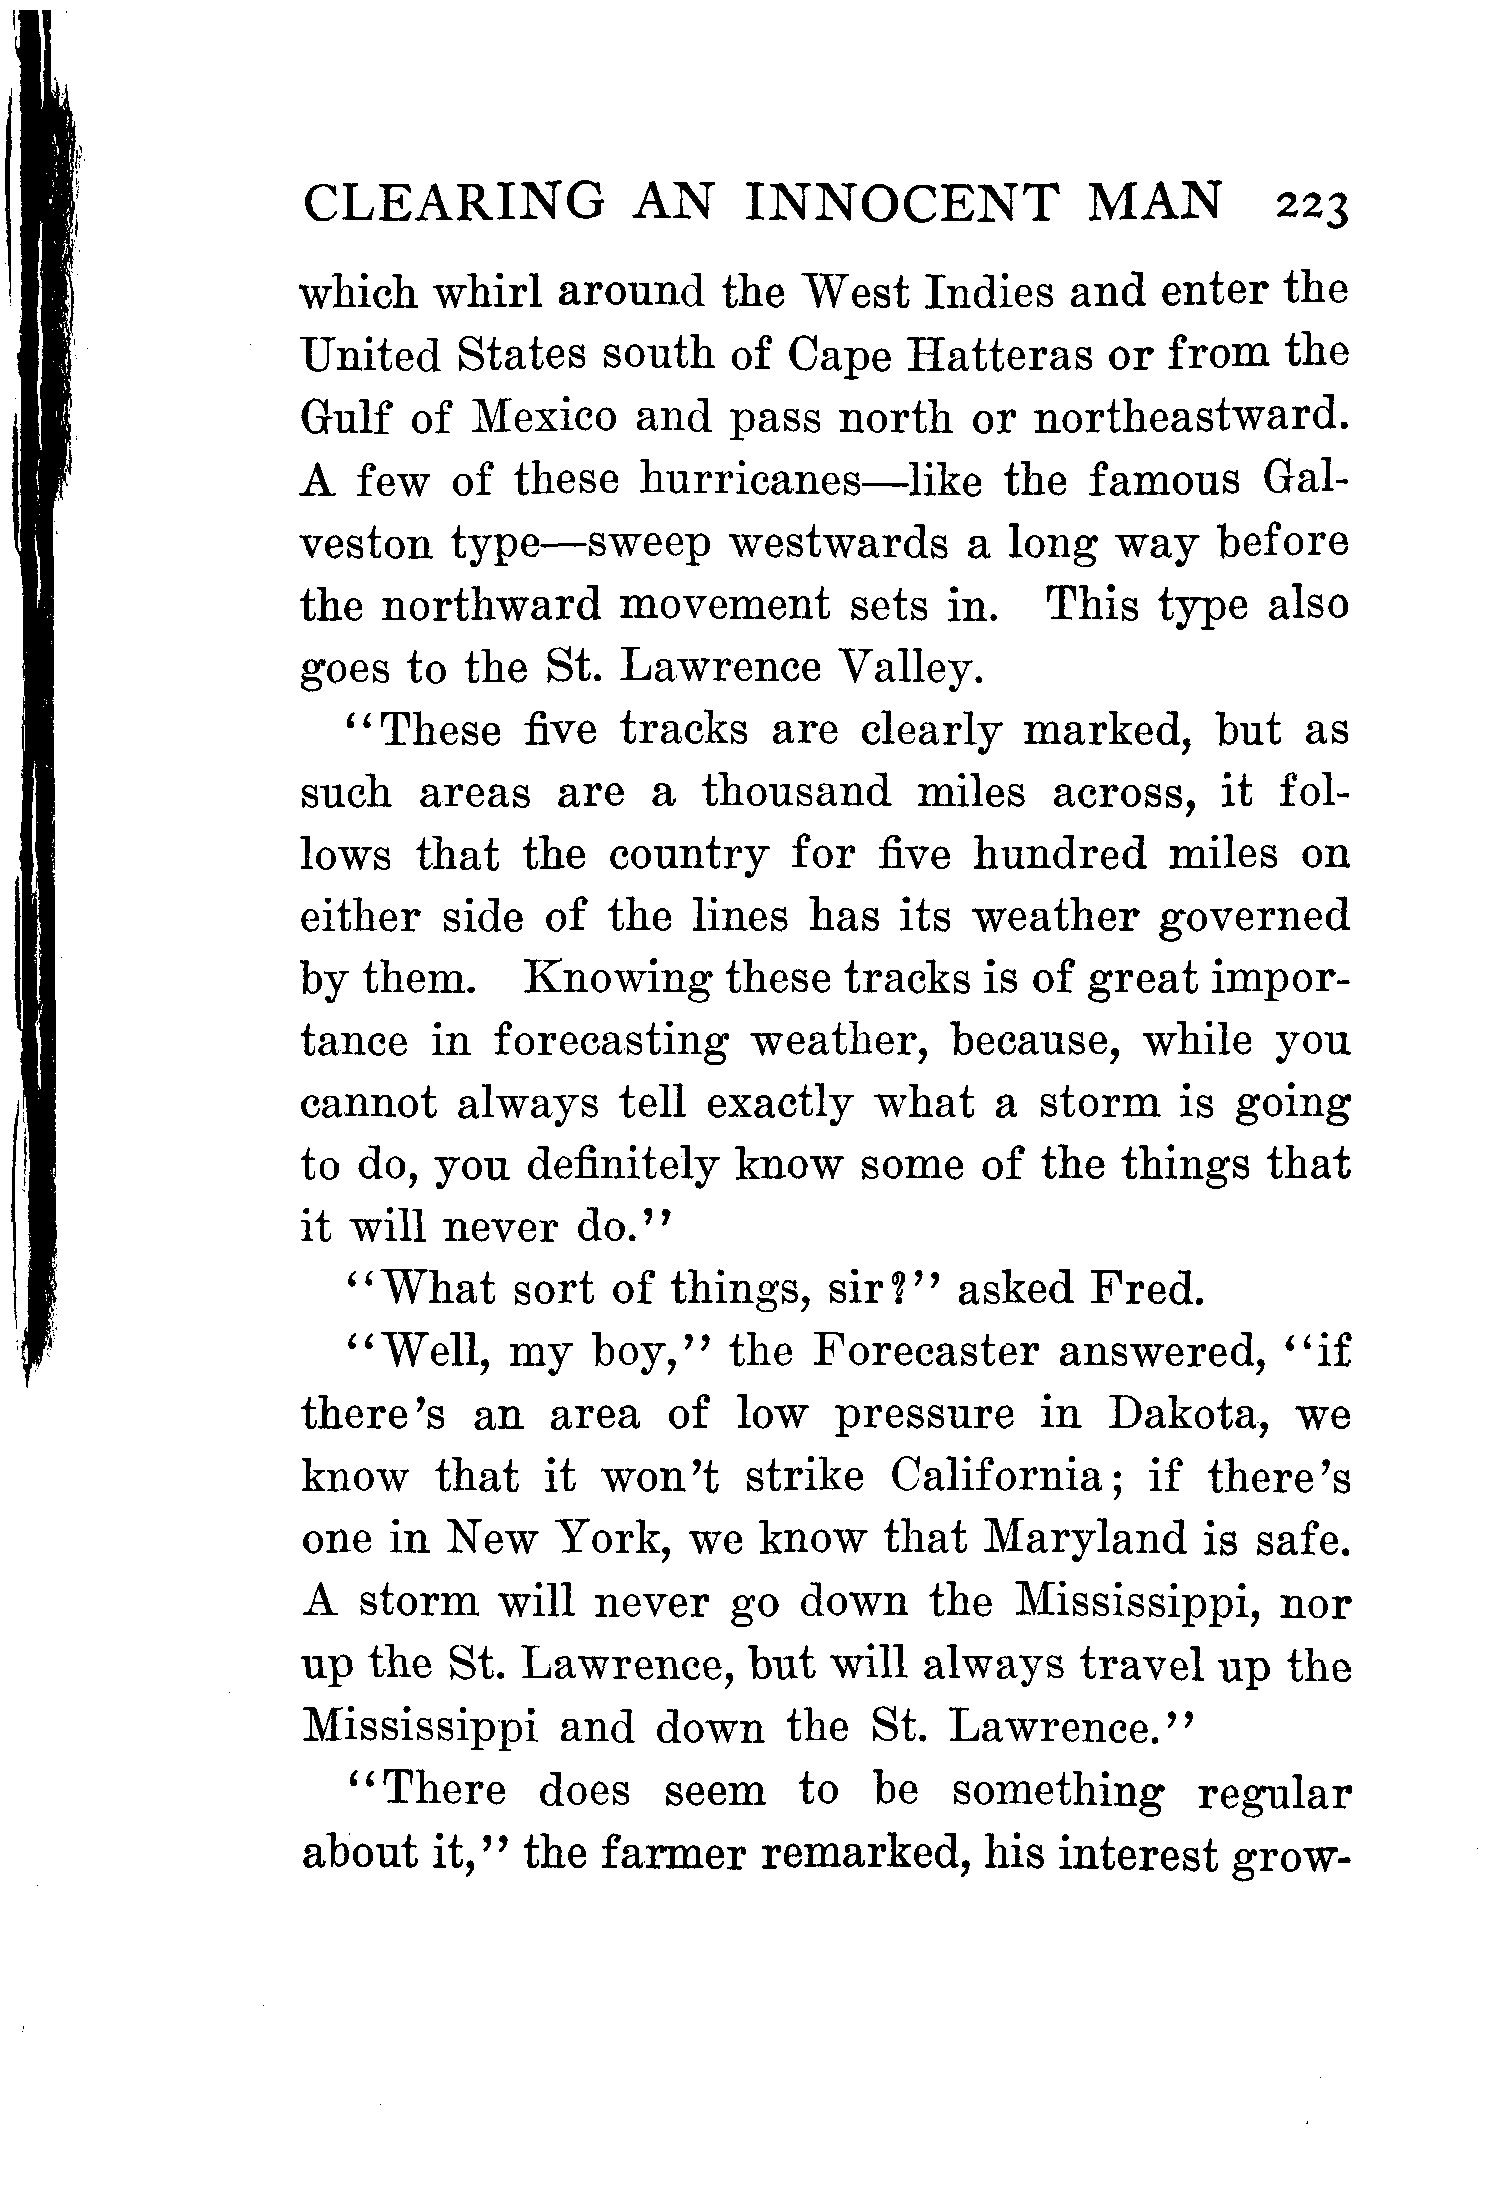 CLEARING AN INNOCENT MAN 223
which whirl around the West Indies and enter the
United States south of Cape Hatteras or from the
Gulf of Mexico and pass north or northeastward.
A few of these hurricanes—like the famous Gal-
veston type—sweep westwards a long way before
the northward movement sets in. This type also
goes to the St. Lawrence Valley.
"These five tracks are clearly marked, but as
such areas are a thousand miles across, it fol-
lows that the country for five hundred miles on
either side of the lines has its weather governed
by them. Knowing these tracks is of great impor-
tance in forecasting weather, because, while you
cannot always tell exactly what a storm is going
to do, you definitely know some of the things that
it will never do."
"What sort of things, sir?" asked Fred.
"Well, my boy," the Forecaster answered, "if
there's an area of low pressure in Dakota, we
know that it won't strike California; if there's
one in New York, we know that Maryland is safe.
A storm will never go down the Mississippi, nor
up the St. Lawrence, but will always travel up the
Mississippi and down the St. Lawrence."
"There does seem to be something regular
about it," the farmer remarked, his interest grow-